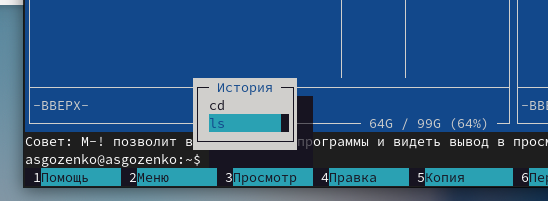 История
cd
-ВВЕРХ-
-ВВЕ
ls
64G / 99G (64%)
Совет: M-! позволит в программы и видеть вывод в прос
asgozenko@asgozenko:~$
1Помощь 2Меню 3Просмотр 4Правка 5Копия 6Пер